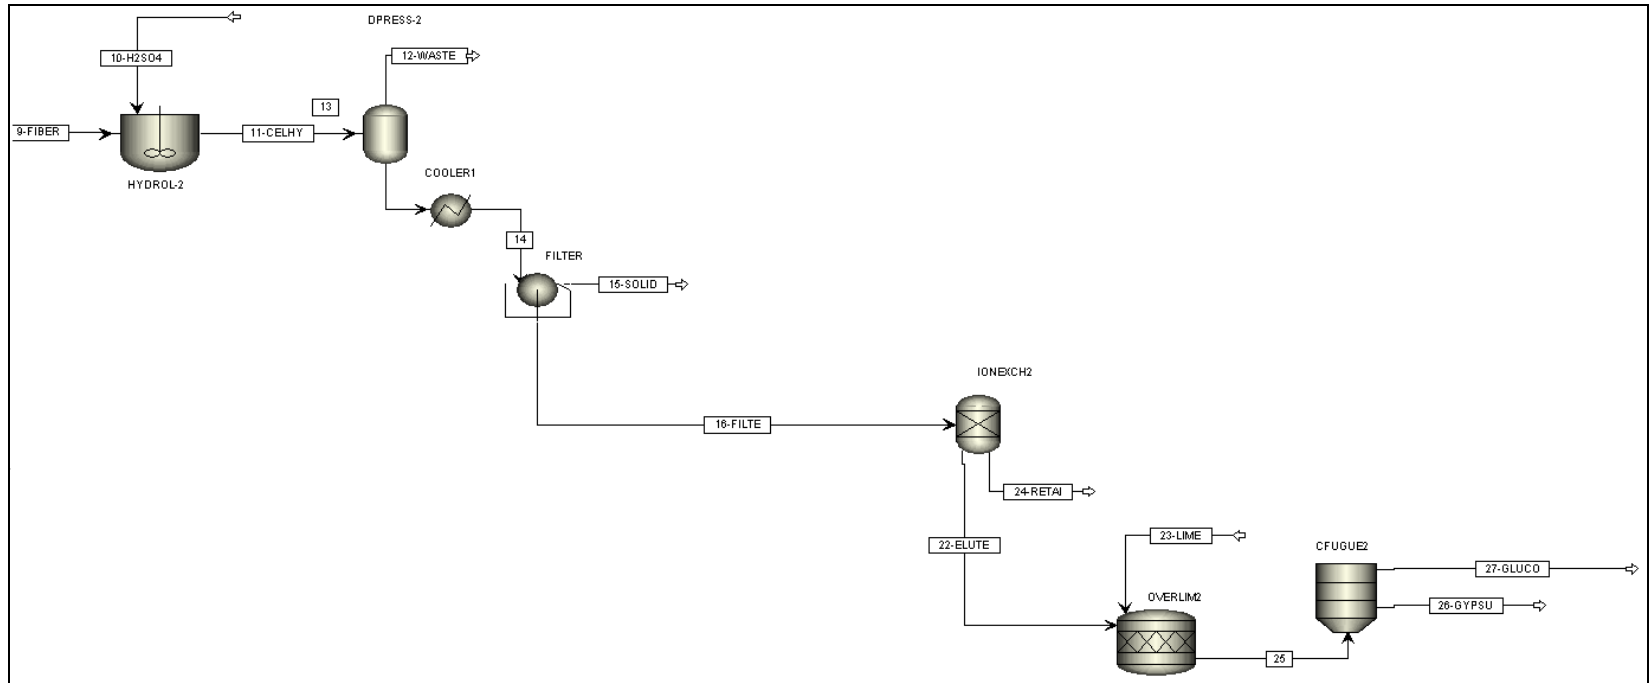 DPRESS-2
12-WASTE
10-H2SO4
13
9-FIBER
11-CELHY
HYDROL-2
COOLER1
14
FILTER
15-SOLID
IONEXCH2
16-FILTE
24-RETAI
22-ELUTE
23-LIME
CFUGUE2
27-GLUCO
OVERLIM2
26-GYPSU
25